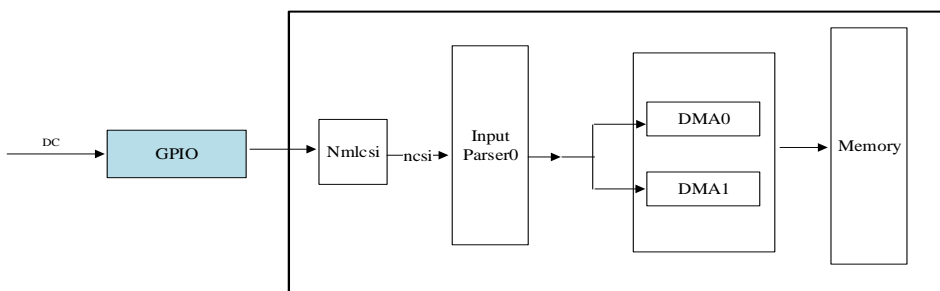 DC
GPIO
Nmlcsi
ncsi
Input
Parser0
DMA0
DMA1
Memory